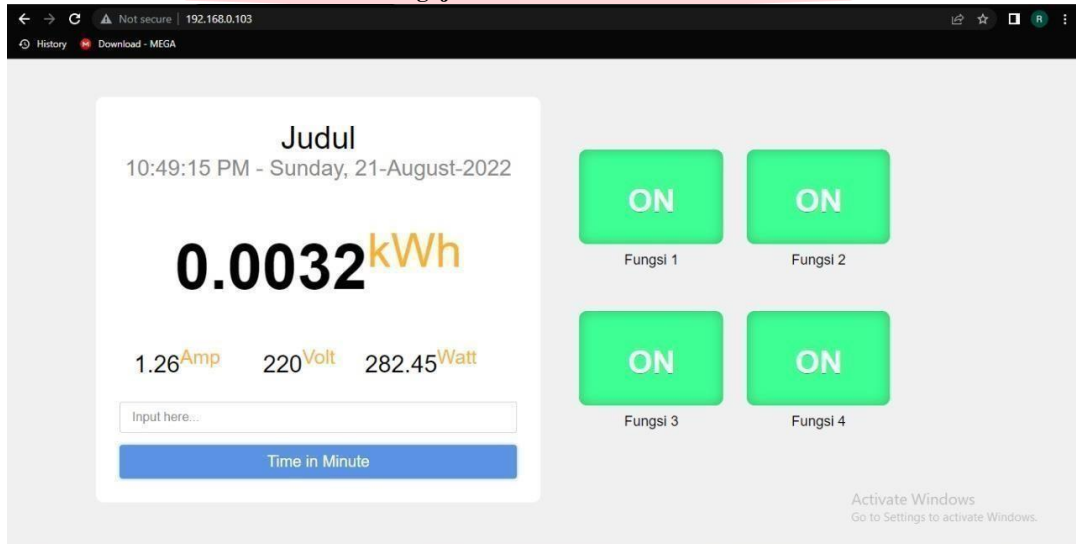 Not secure | 192.168.0.103
R
History
Download - MEGA
Judul
10:49:15 PM - Sunday, 21-August-2022
0.0032kWh
1.26Amp 220Volt 282.45Watt
Input here...
Time in Minute
ON ON
Fungsi 1 Fungsi 2
ON ON
Fungsi 3 Fungsi 4
Activate Windows
Go to Settings to activate Windows.